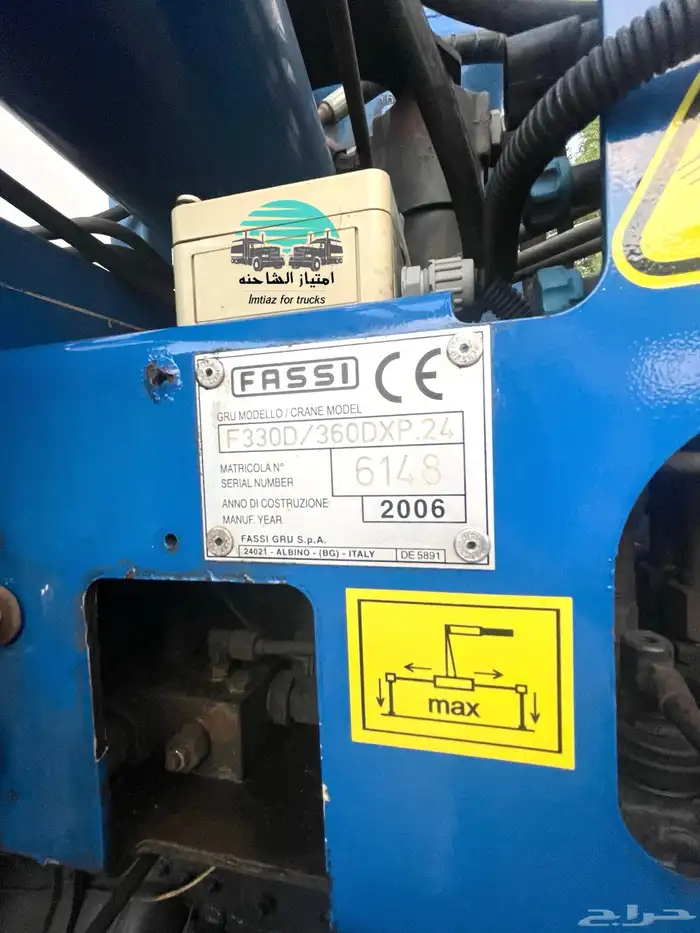 امتياز الشاحنه
Imtiaz for trucks
FASSI CE
GRU MODELLO / CRANE MODEL
F330D/360DXP.24
MATRICOLA N°
SERIAL NUMBER
6148
ANNO DI COSTRUZIONE
MANUF. YEAR
2006
FASSI GRU S.p.A.
24021 - ALBINO - (BG) - ITALY
DE 5891
max
حراج